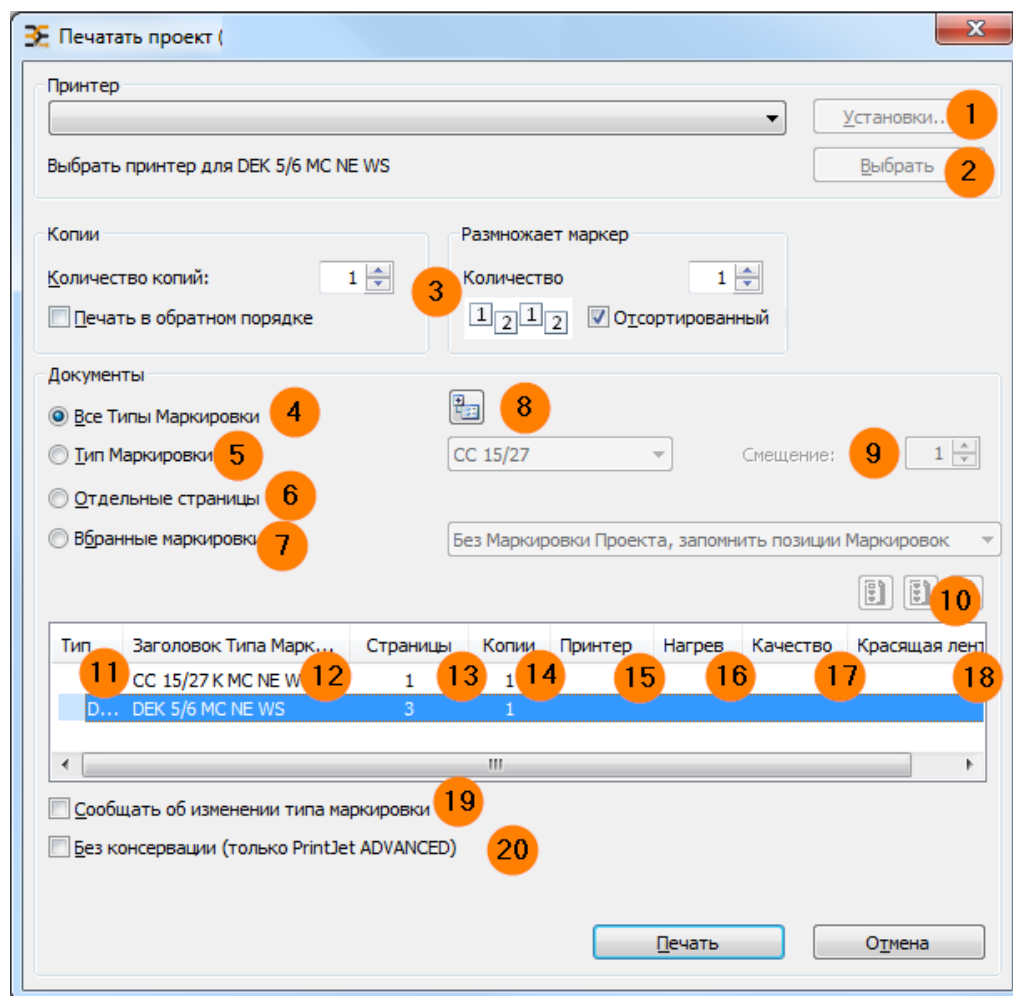 Печатать проект (
Принтер
Установки.. 1
Выбрать принтер для DEK 5/6 MC NE WS Выбрать 2
Копии Размножает маркер
Количество копий: 1 3 Количество 1
Печать в обратном порядке 1 2 1 2 Отсортированный
Документы
Все Типы Маркировки 4 8
Тип Маркировки 5 CC 15/27 Смещение: 9 1
Отдельные страницы 6
Вбранные маркировки 7 Без Маркировки Проекта, запомнить позиции Маркировок
10
Тип Заголовок Типа Марк... Страницы Копии Принтер Нагрев Качество Красящая лент
11 12 13 14 15 16 17 18
CC 15/27 K MC NE W 1 1
D... DEK 5/6 MC NE WS 3 1
Сообщать об изменении типа маркировки 19
Без консервации (только PrintJet ADVANCED) 20
Печать Отмена